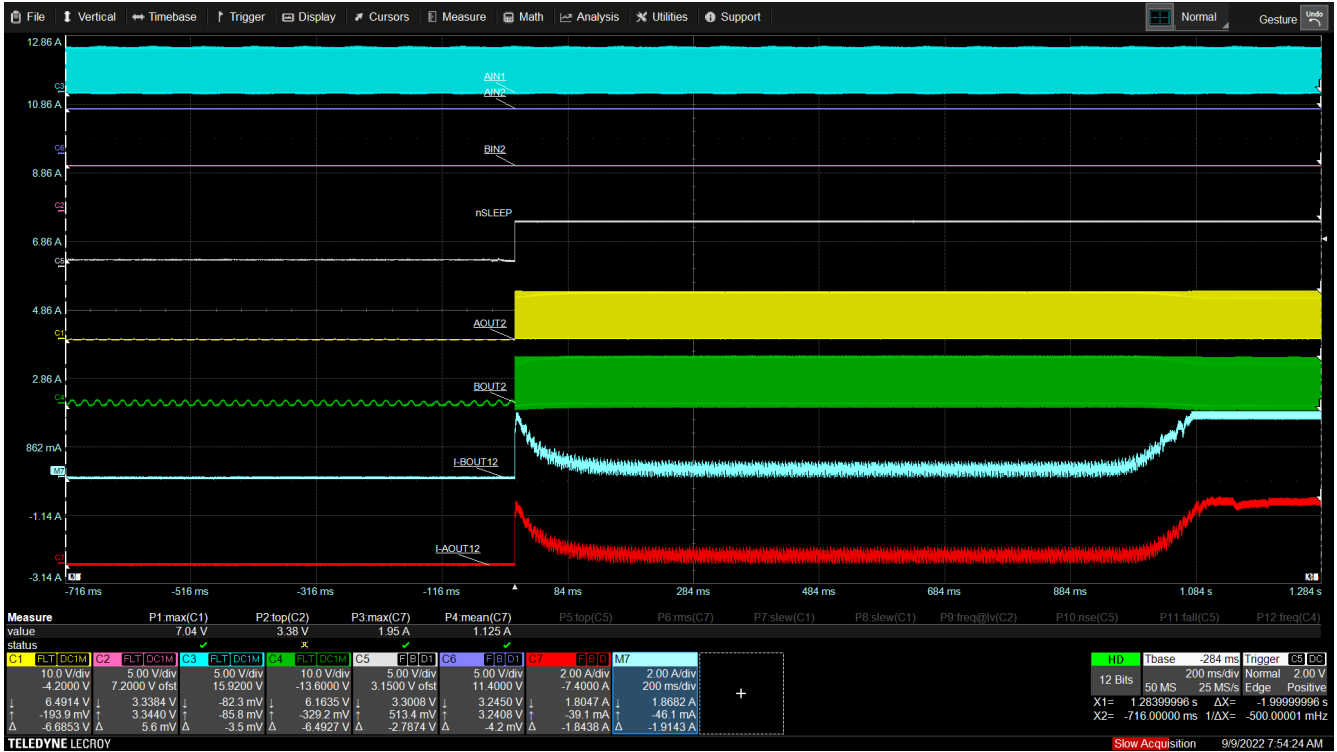 File Vertical Timebase Trigger Display Cursors Measure Math Analysis Utilities Support Normal Gesture Undo
12.86 A
C3
AIN1
AIN2
10.86 A
C6
BIN2
8.86 A
C2
nSLEEP
6.86 A
C5
4.86 A
AOUT2
C1
2.86 A
BOUT2
C4
862 mA
I-BOUT12
M7
-1.14 A
I-AOUT12
C7
-3.14 A
-716 ms -516 ms -316 ms -116 ms 84 ms 284 ms 484 ms 684 ms 884 ms 1.084 s 1.284 s
Measure P1:max(C1) P2:top(C2) P3:max(C7) P4:mean(C7) P5:top(C5) P6:rms(C7) P7:slew(C1) P8:slew(C1) P9:freq@lv(C2) P10:rise(C5) P11:fall(C5) P12:freq(C4)
value 7.04 V 3.38 V 1.95 A 1.125 A
status
C1 FLT DC1M C2 FLT DC1M C3 FLT DC1M C4 FLT DC1M C5 F B D1 C6 F B D1 C7 F B D M7 HD Tbase -284 ms Trigger C5 DC
10.0 V/div 5.00 V/div 5.00 V/div 10.0 V/div 5.00 V/div 5.00 V/div 2.00 A/div 2.00 A/div 12 Bits 200 ms/div Normal 2.00 V
-4.2000 V 7.2000 V ofst 15.9200 V -13.6000 V 3.1500 V ofst 11.4000 V -7.4000 A 200 ms/div 50 MS 25 MS/s Edge Positive
↓ 6.4914 V ↓ 3.3384 V ↓ -82.3 mV ↓ 6.1635 V ↓ 3.3008 V ↓ 3.2450 V ↓ 1.8047 A ↓ 1.8682 A X1= 1.28399996 s ΔX= -1.99999996 s
↑ -193.9 mV ↑ 3.3440 V ↑ -85.8 mV ↑ -329.2 mV ↑ 513.4 mV ↑ 3.2408 V ↑ -39.1 mA ↑ -46.1 mA X2= -716.00000 ms 1/ΔX= -500.00001 mHz
Δ -6.6853 V Δ 5.6 mV Δ -3.5 mV Δ -6.4927 V Δ -2.7874 V Δ -4.2 mV Δ -1.8438 A Δ -1.9143 A
TELEDYNE LECROY Slow Acquisition 9/9/2022 7:54:24 AM